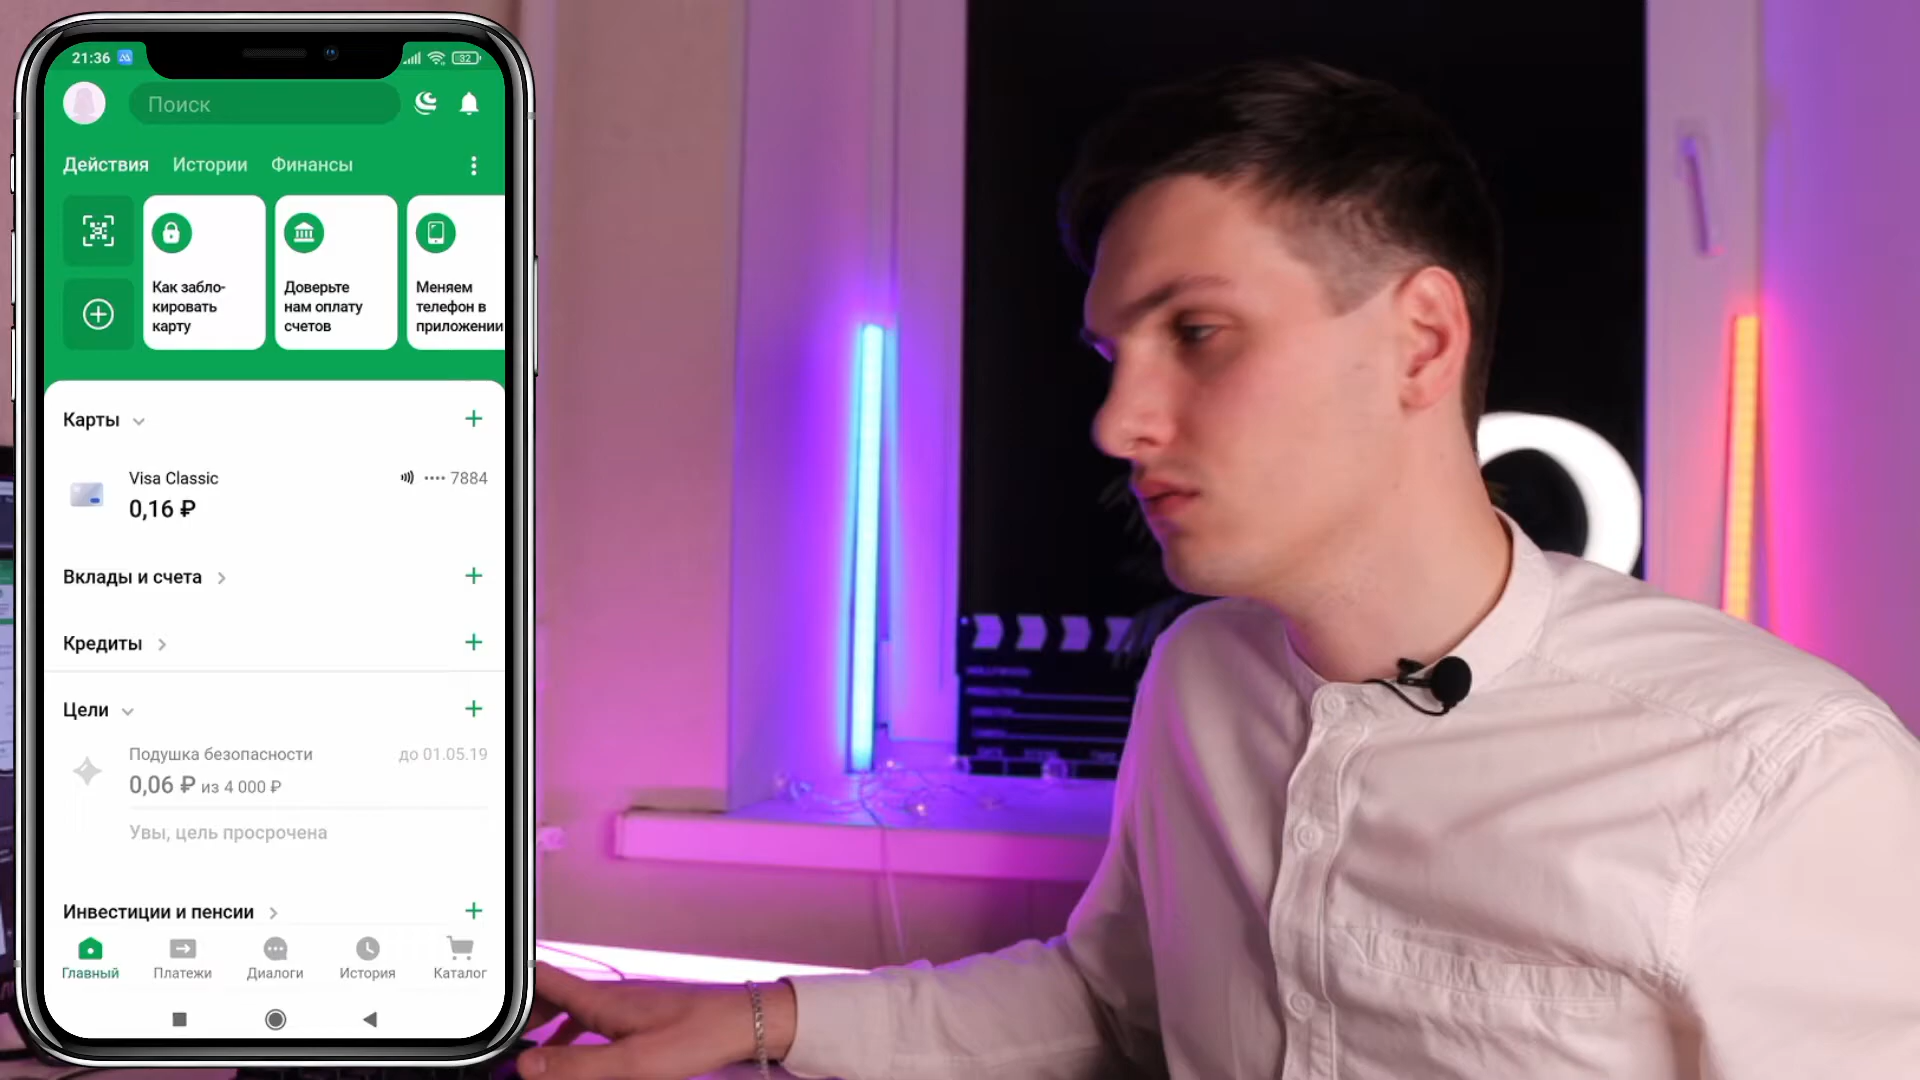 21:36
32
Поиск
Действия Истории Финансы
Как забло-
кировать
карту
Доверьте
нам оплату
счетов
Меняем
телефон в
приложении
Карты
Visa Classic •••• 7884
0,16 ₽
Вклады и счета
Кредиты
Цели
Подушка безопасности до 01.05.19
0,06 ₽ из 4 000 ₽
Увы, цель просрочена
Инвестиции и пенсии
Главный Платежи Диалоги История Каталог